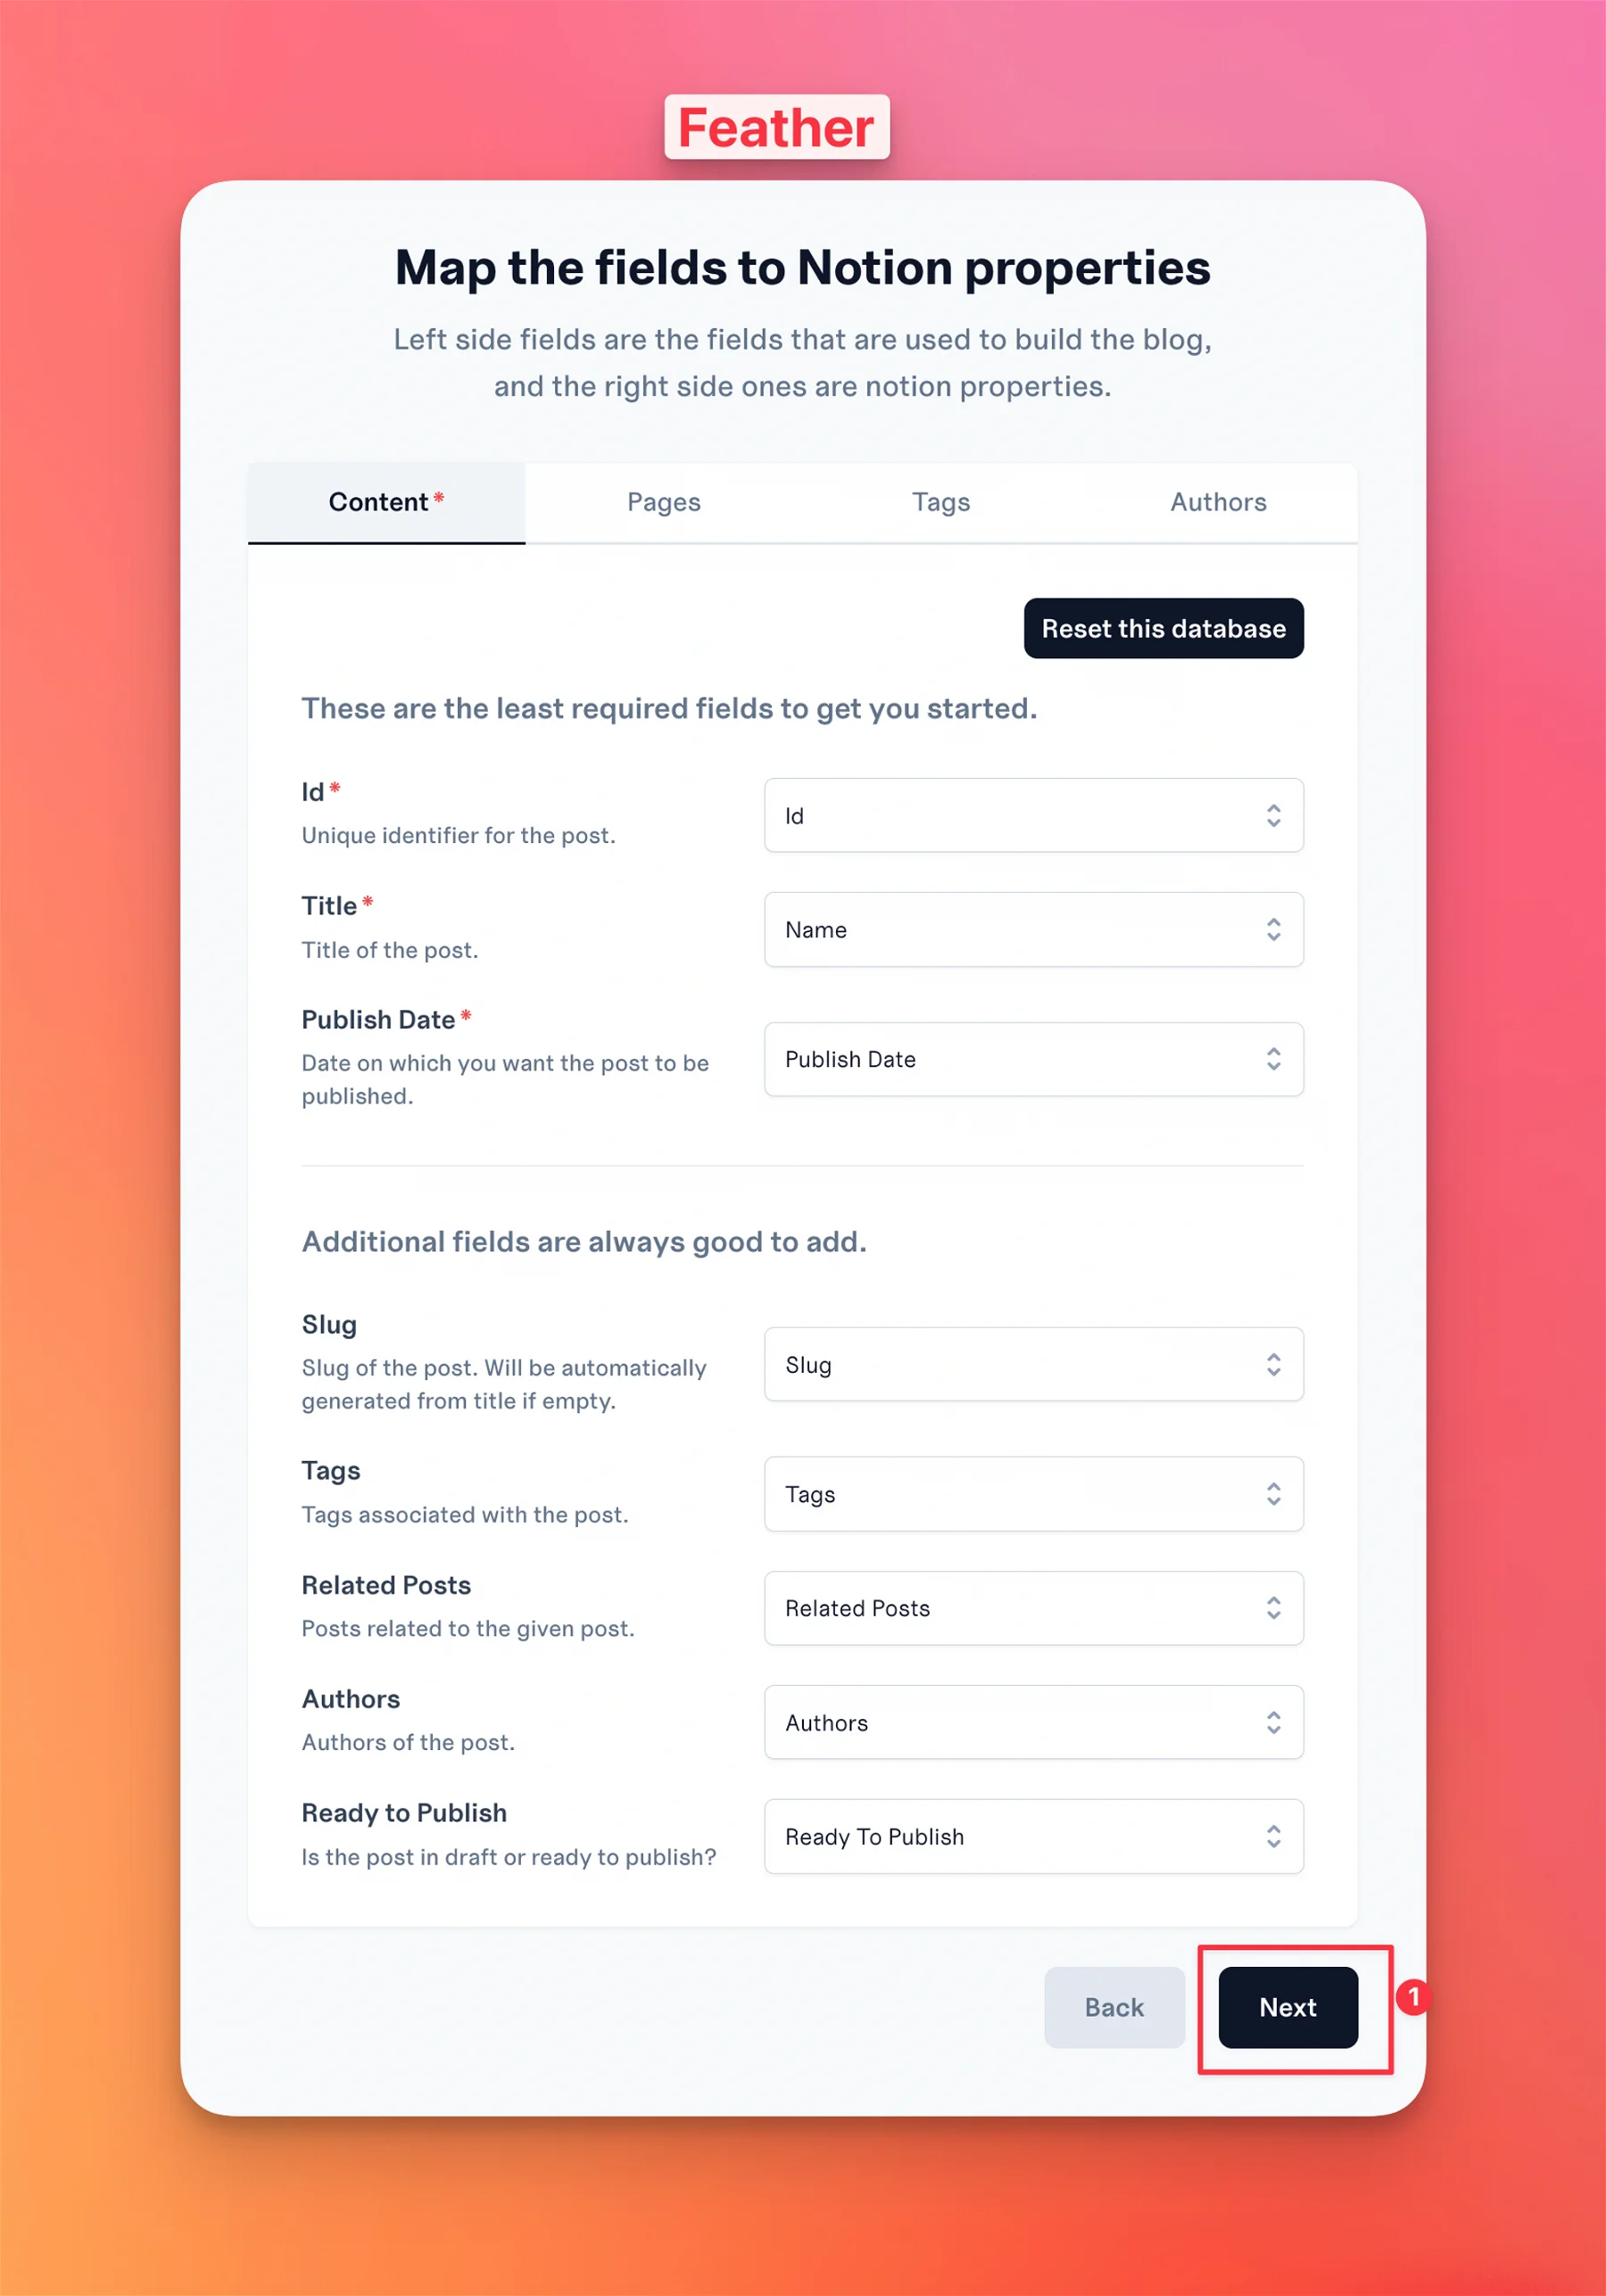 Feather
Map the fields to Notion properties
Left side fields are the fields that are used to build the blog,
and the right side ones are notion properties.
Content*
Pages
Tags
Authors
Reset this database
These are the least required fields to get you started.
Id*
Unique identifier for the post.
Id
Title*
Title of the post.
Name
Publish Date*
Date on which you want the post to be
published.
Publish Date
Additional fields are always good to add.
Slug
Slug of the post. Will be automatically
generated from title if empty.
Slug
Tags
Tags associated with the post.
Tags
Related Posts
Posts related to the given post.
Related Posts
Authors
Authors of the post.
Authors
Ready to Publish
Is the post in draft or ready to publish?
Ready To Publish
Back
Next
1